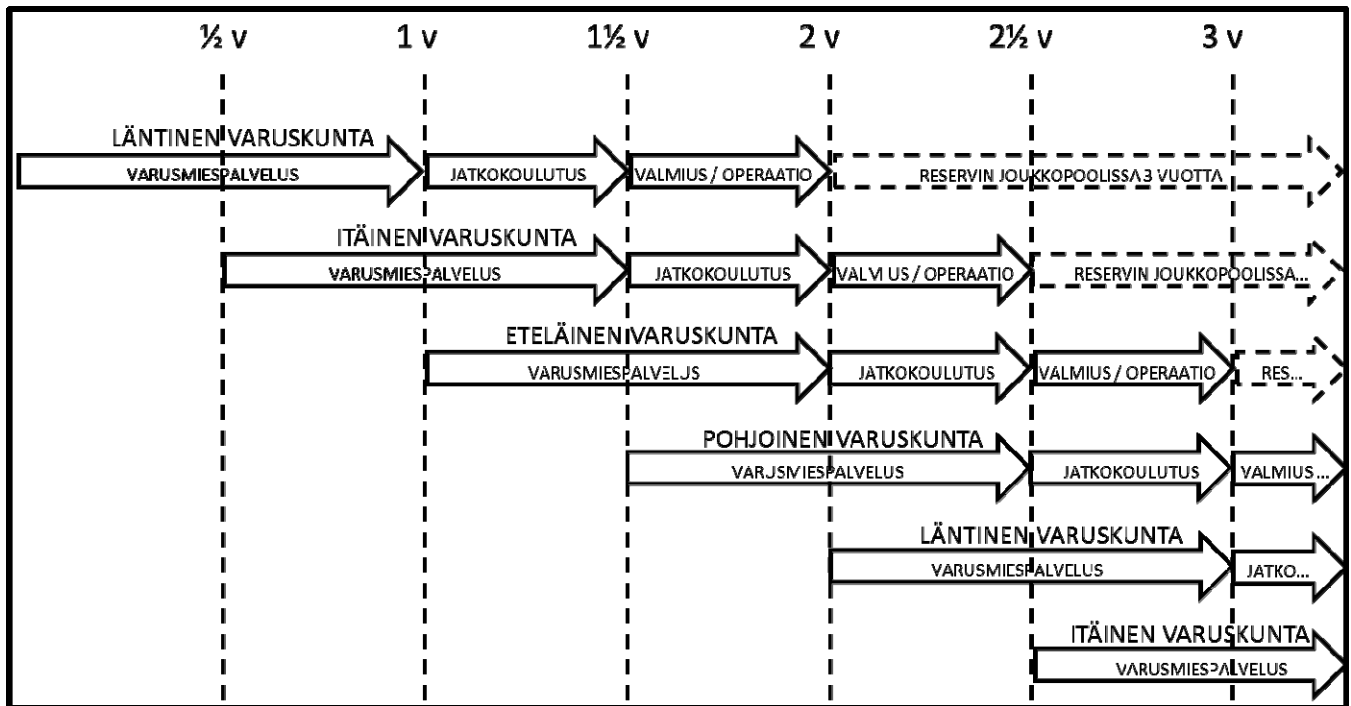 ½ v 1 v 1½ v 2 v 2½ v 3 v
LÄNTINEN VARUSKUNTA
VARUSMIESPALVELUS JATKOKOULUTUS VALMIUS / OPERAATIO RESERVIN JOUKKOPOOLISSA 3 VUOTTA
ITÄINEN VARUSKUNTA
VARUSMIESPALVELUS JATKOKOULUTUS VALMIUS / OPERAATIO RESERVIN JOUKKOPOOLISSA...
ETELÄINEN VARUSKUNTA
VARUSMIESPALVELUS JATKOKOULUTUS VALMIUS / OPERAATIO RES...
POHJOINEN VARUSKUNTA
VARUSMIESPALVELUS JATKOKOULUTUS VALMIUS ...
LÄNTINEN VARUSKUNTA
VARUSMIESPALVELUS JATKO...
ITÄINEN VARUSKUNTA
VARUSMIESPALVELUS